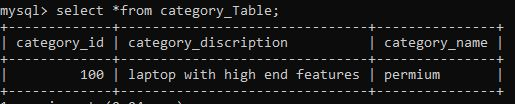 mysql> select *from category_Table;
+-------------+-------------------------------+---------------+
| category_id | category_discription          | category_name |
+-------------+-------------------------------+---------------+
|         100 | laptop with high end features | permium       |
+-------------+-------------------------------+---------------+